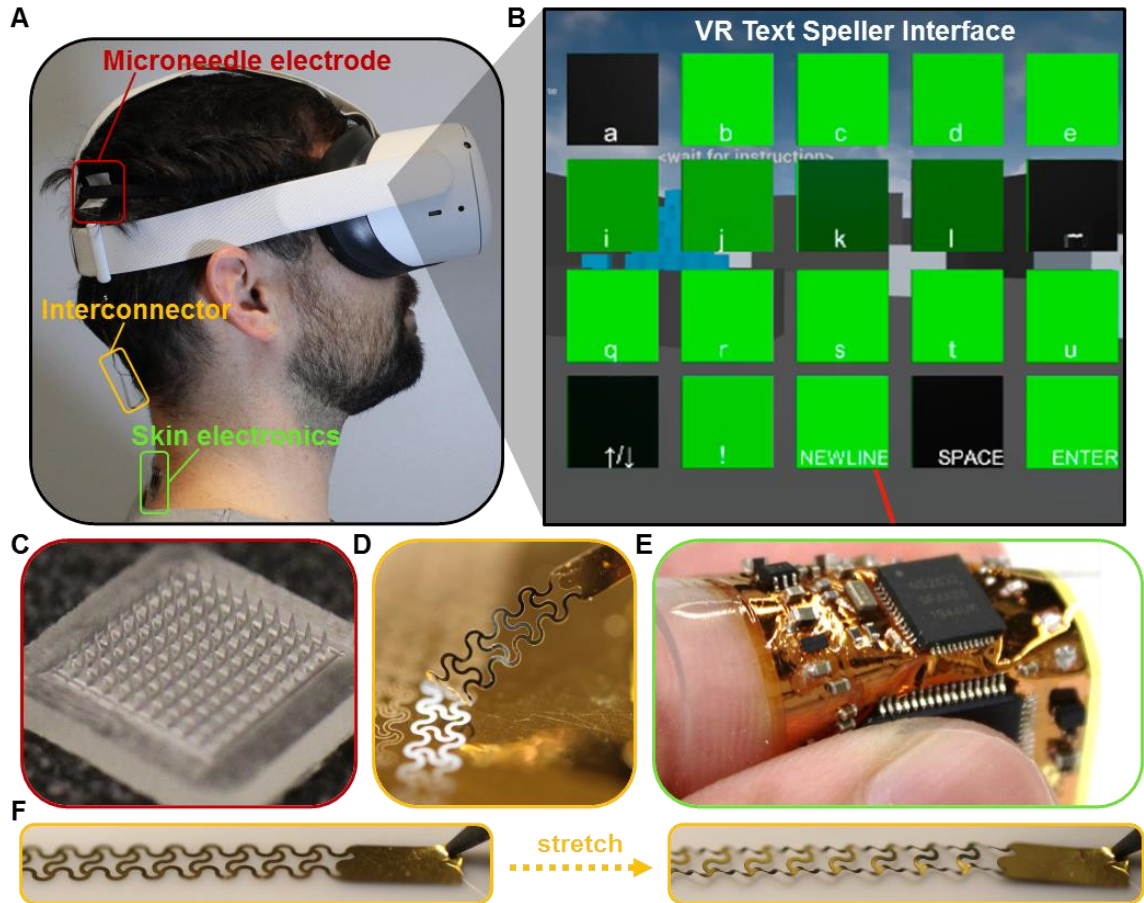 A
Microneedle electrode
Interconnector
Skin electronics
B
VR Text Speller Interface
a b c d e
<wait for instruction>
i j k l
q r s t u
↑/↓ ! NEWLINE SPACE ENTER
C
D
E
F
stretch